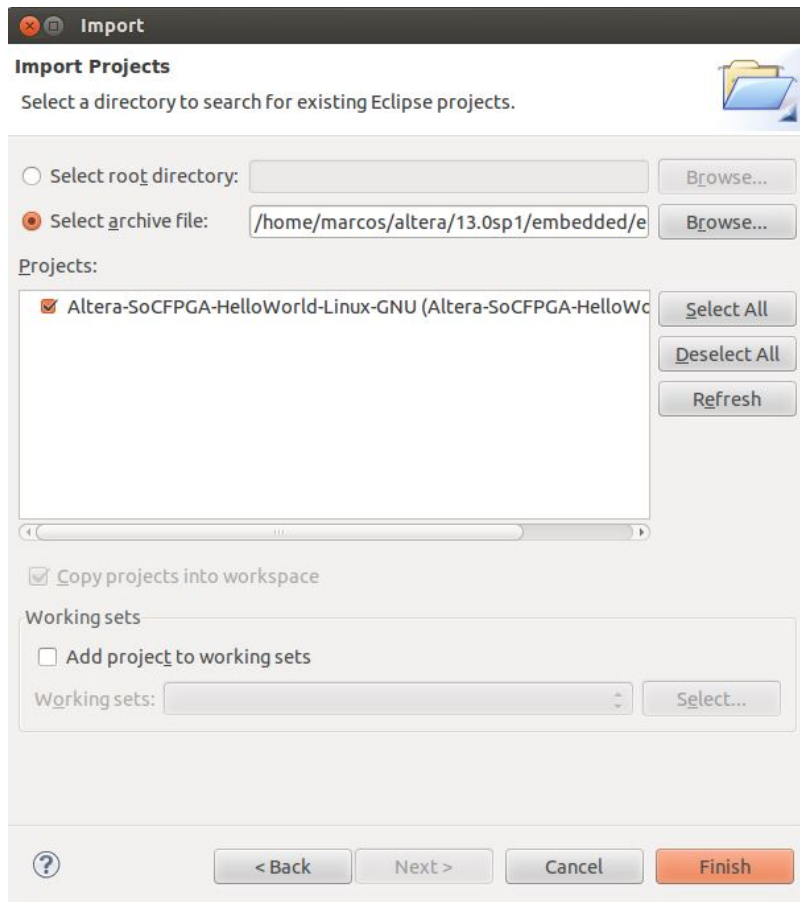 Import
Import Projects
Select a directory to search for existing Eclipse projects.
Select root directory:
Browse...
Select archive file:
/home/marcos/altera/13.0sp1/embedded/e
Browse...
Projects:
Altera-SoCFPGA-HelloWorld-Linux-GNU (Altera-SoCFPGA-HelloWo
Select All
Deselect All
Refresh
Copy projects into workspace
Working sets
Add project to working sets
Working sets:
Select...
?
< Back
Next >
Cancel
Finish